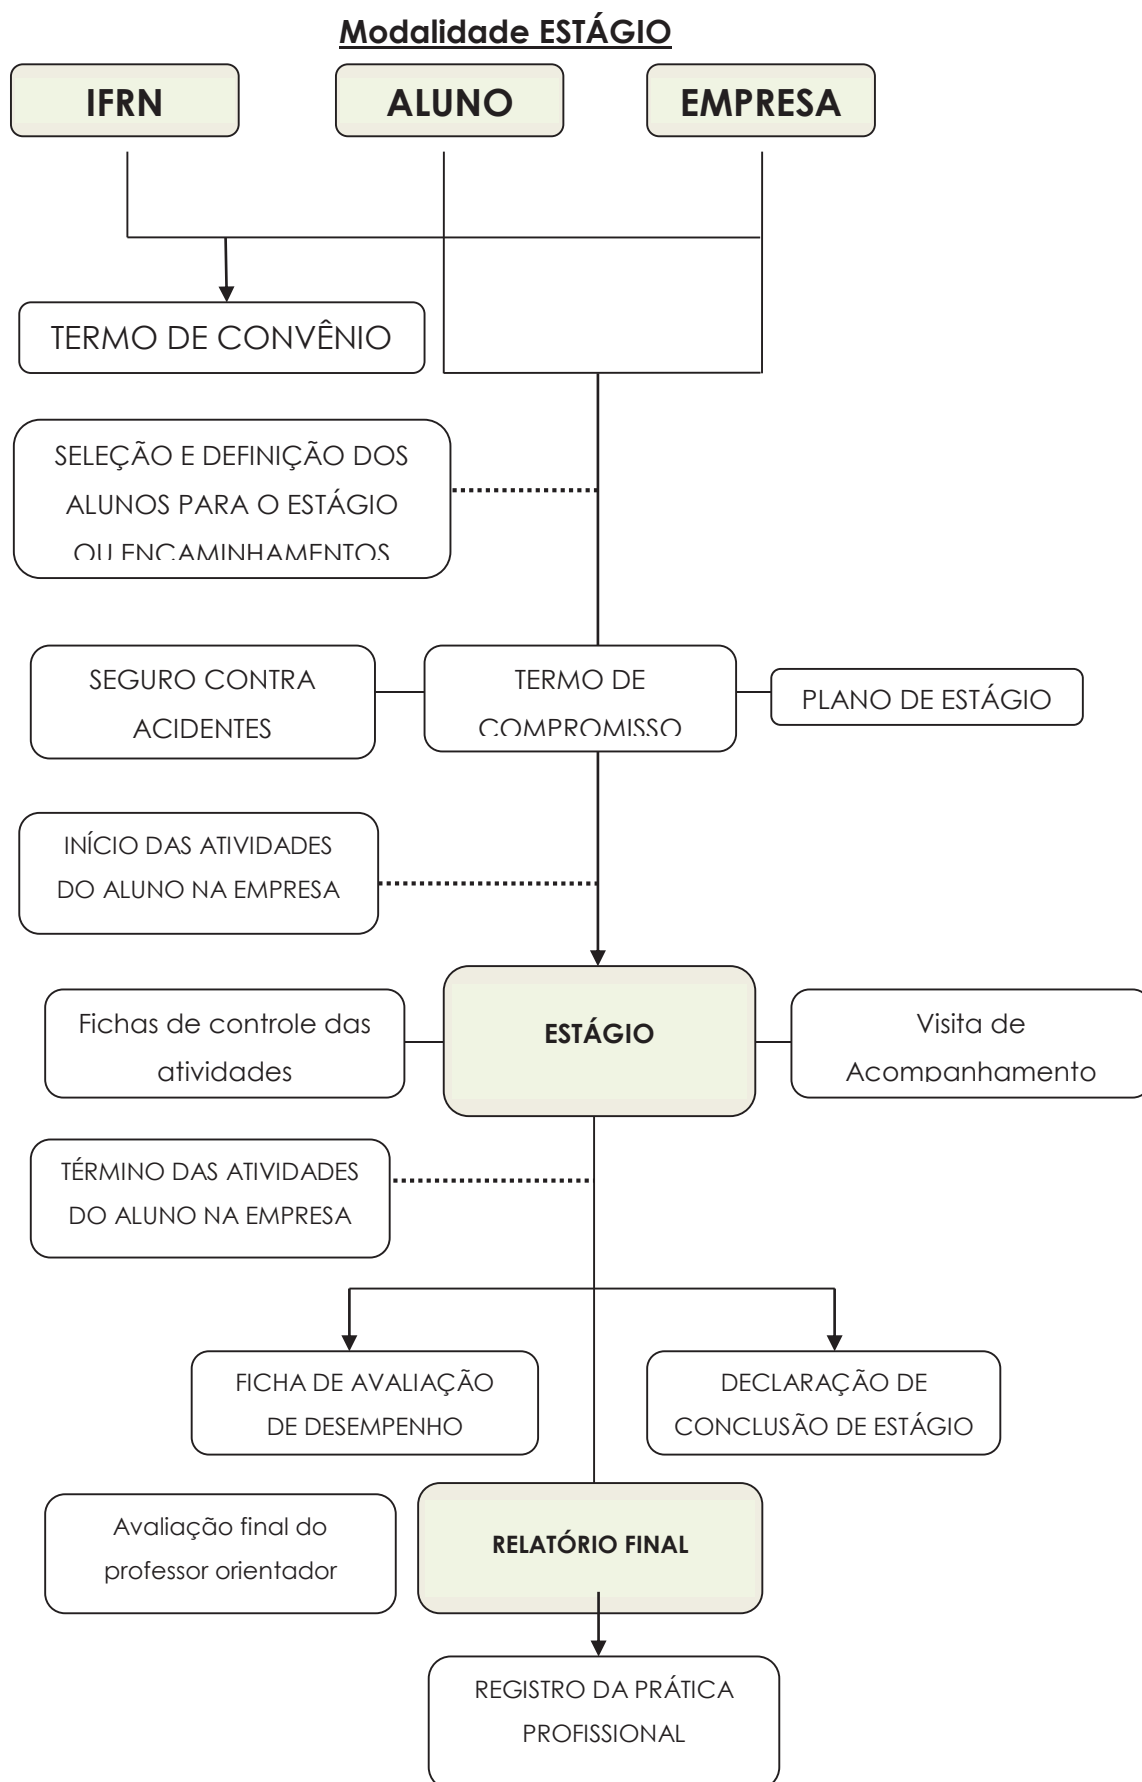 Modalidade ESTÁGIO
IFRN
ALUNO
EMPRESA
TERMO DE CONVÊNIO
SELEÇÃO E DEFINIÇÃO DOS
ALUNOS PARA O ESTÁGIO
OU ENCAMINHAMENTOS
SEGURO CONTRA
ACIDENTES
TERMO DE
COMPROMISSO
PLANO DE ESTÁGIO
INÍCIO DAS ATIVIDADES
DO ALUNO NA EMPRESA
Fichas de controle das
atividades
ESTÁGIO
Visita de
Acompanhamento
TÉRMINO DAS ATIVIDADES
DO ALUNO NA EMPRESA
FICHA DE AVALIAÇÃO
DE DESEMPENHO
DECLARAÇÃO DE
CONCLUSÃO DE ESTÁGIO
Avaliação final do
professor orientador
RELATÓRIO FINAL
REGISTRO DA PRÁTICA
PROFISSIONAL